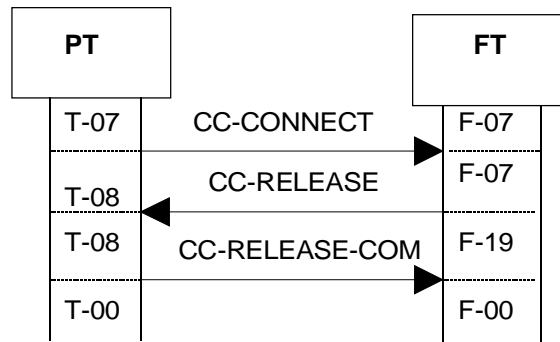 PT FT
T-07 CC-CONNECT F-07
CC-RELEASE F-07
T-08
T-08 CC-RELEASE-COM F-19
T-00 F-00